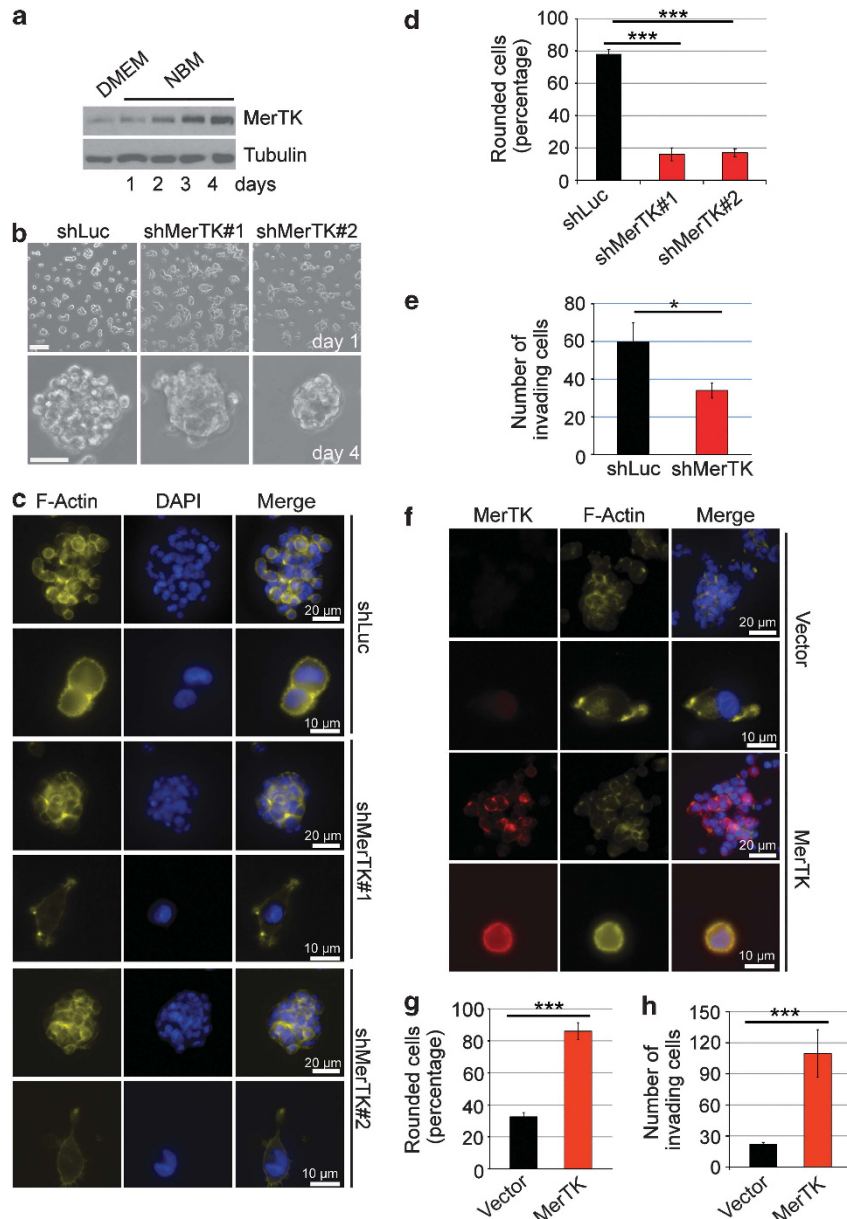 a
DMEM
NBM
MerTK
Tubulin
1 2 3 4 days
b
shLuc shMerTK#1 shMerTK#2
day 1
day 4
c
F-Actin DAPI Merge
20 µm
10 µm
shLuc
20 µm
10 µm
shMerTK#1
20 µm
10 µm
shMerTK#2
d
Rounded cells
(percentage)
100
80
60
40
20
0
***
***
shLuc
shMerTK#1
shMerTK#2
e
Number of
invading cells
80
60
40
20
0
*
shLuc shMerTK
f
MerTK F-Actin Merge
20 µm
10 µm
Vector
20 µm
10 µm
MerTK
g
Rounded cells
(percentage)
100
80
60
40
20
0
***
Vector
MerTK
h
Number of
invading cells
150
120
90
60
30
0
***
Vector
MerTK